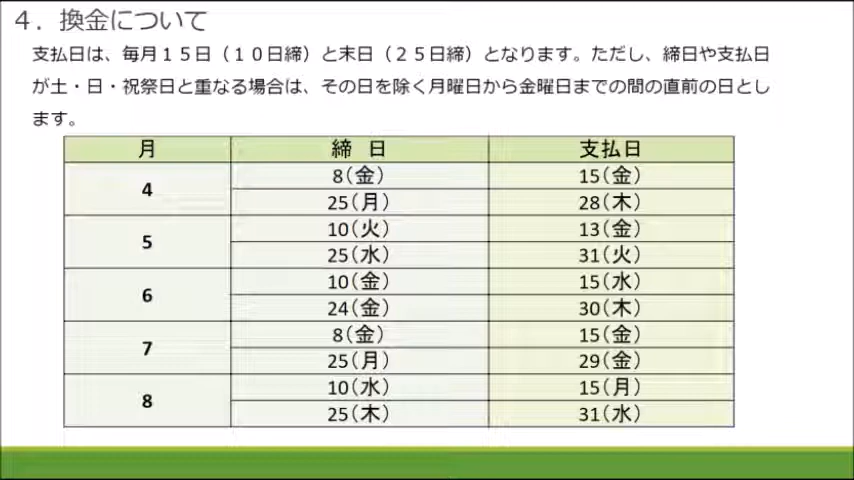 ４．換金について
支払日は、毎月１５日（１０日締）と末日（２５日締）となります。ただし、締日や支払日
が土・日・祝祭日と重なる場合は、その日を除く月曜日から金曜日までの間の直前の日とし
ます。
月 締 日 支払日
4 8(金) 15(金)
25(月) 28(木)
5 10(火) 13(金)
25(水) 31(火)
6 10(金) 15(水)
24(金) 30(木)
7 8(金) 15(金)
25(月) 29(金)
8 10(水) 15(月)
25(木) 31(水)